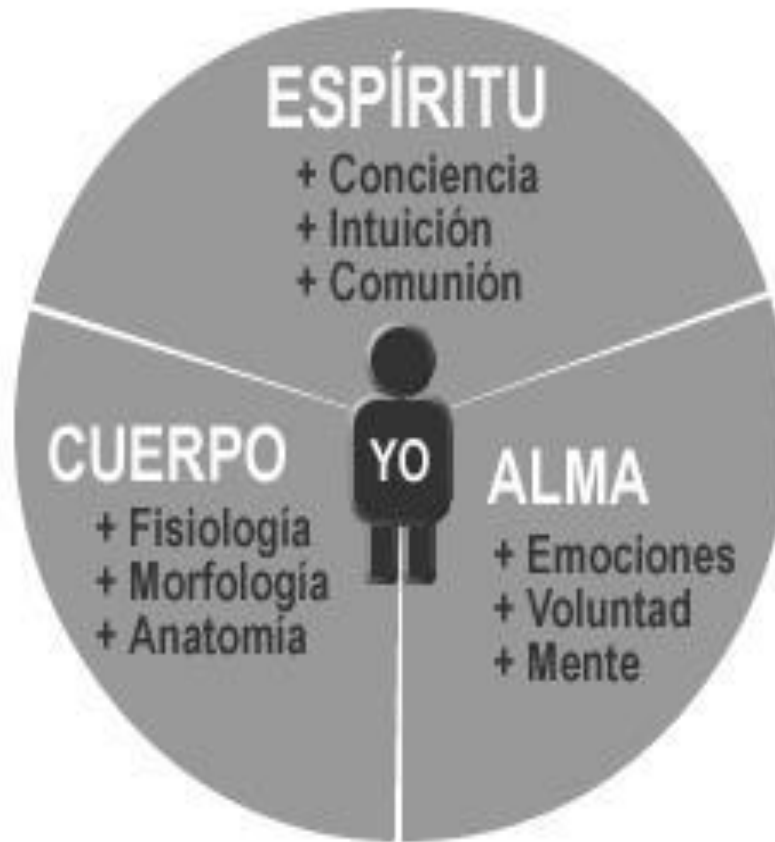 ESPÍRITU
+ Conciencia
+ Intuición
+ Comunión
CUERPO
+ Fisiología
+ Morfología
+ Anatomía
YO
ALMA
+ Emociones
+ Voluntad
+ Mente